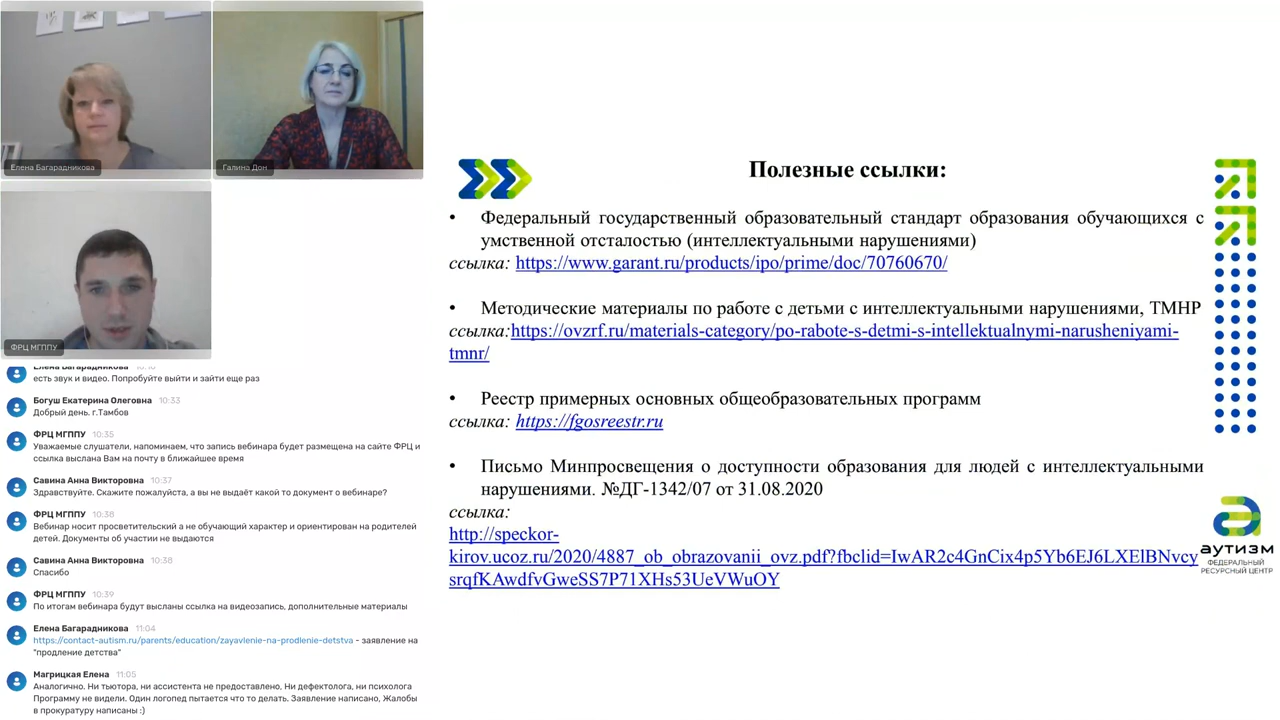 Елена Багарадникова
Галина Дон
ФРЦ МГППУ
Елена Багарадникова
есть звук и видео. Попробуйте выйти и зайти еще раз
Богуш Екатерина Олеговна 10:33
Добрый день. г.Тамбов
ФРЦ МГППУ 10:35
Уважаемые слушатели, напоминаем, что запись вебинара будет размещена на сайте ФРЦ и
ссылка выслана Вам на почту в ближайшее время
Савина Анна Викторовна 10:37
Здравствуйте. Скажите пожалуйста, а вы не выдаёт какой то документ о вебинаре?
ФРЦ МГППУ 10:38
Вебинар носит просветительский а не обучающий характер и ориентирован на родителей
детей. Документы об участии не выдаются
Савина Анна Викторовна 10:38
Спасибо
ФРЦ МГППУ 10:39
По итогам вебинара будут высланы ссылка на видеозапись, дополнительные материалы
Елена Багарадникова 11:04
https://contact-autism.ru/parents/education/zayavlenie-na-prodlenie-detstva - заявление на
"продление детства"
Магрицкая Елена 11:05
Аналогично. Ни тьютора, ни ассистента не предоставлено, Ни дефектолога, ни психолога
Программу не видели. Один логопед пытается что то делать. Заявление написано, Жалобы
в прокуратуру написаны :)
Полезные ссылки:
• Федеральный государственный образовательный стандарт образования обучающихся с
умственной отсталостью (интеллектуальными нарушениями)
ссылка: https://www.garant.ru/products/ipo/prime/doc/70760670/
• Методические материалы по работе с детьми с интеллектуальными нарушениями, ТМНР
ссылка:https://ovzrf.ru/materials-category/po-rabote-s-detmi-s-intellektualnymi-narusheniyami-
tmnr/
• Реестр примерных основных общеобразовательных программ
ссылка: https://fgosreestr.ru
• Письмо Минпросвещения о доступности образования для людей с интеллектуальными
нарушениями. №ДГ-1342/07 от 31.08.2020
ссылка:
http://speckor-
kirov.ucoz.ru/2020/4887_ob_obrazovanii_ovz.pdf?fbclid=IwAR2c4GnCix4p5Yb6EJ6LXElBNvcy
srqfKAwdfvGweSS7P71XHs53UeVWuOY
аутизм
ФЕДЕРАЛЬНЫЙ
РЕСУРСНЫЙ ЦЕНТР